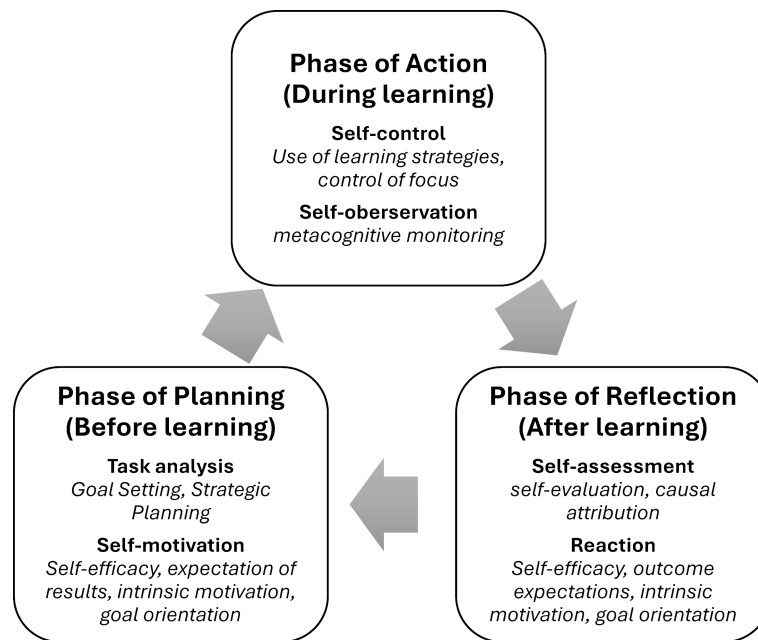 Phase of Action
(During learning)
Self-control
Use of learning strategies,
control of focus
Self-oberservation
metacognitive monitoring
Phase of Planning
(Before learning)
Task analysis
Goal Setting, Strategic
Planning
Self-motivation
Self-efficacy, expectation of
results, intrinsic motivation,
goal orientation
Phase of Reflection
(After learning)
Self-assessment
self-evaluation, causal
attribution
Reaction
Self-efficacy, outcome
expectations, intrinsic
motivation, goal orientation